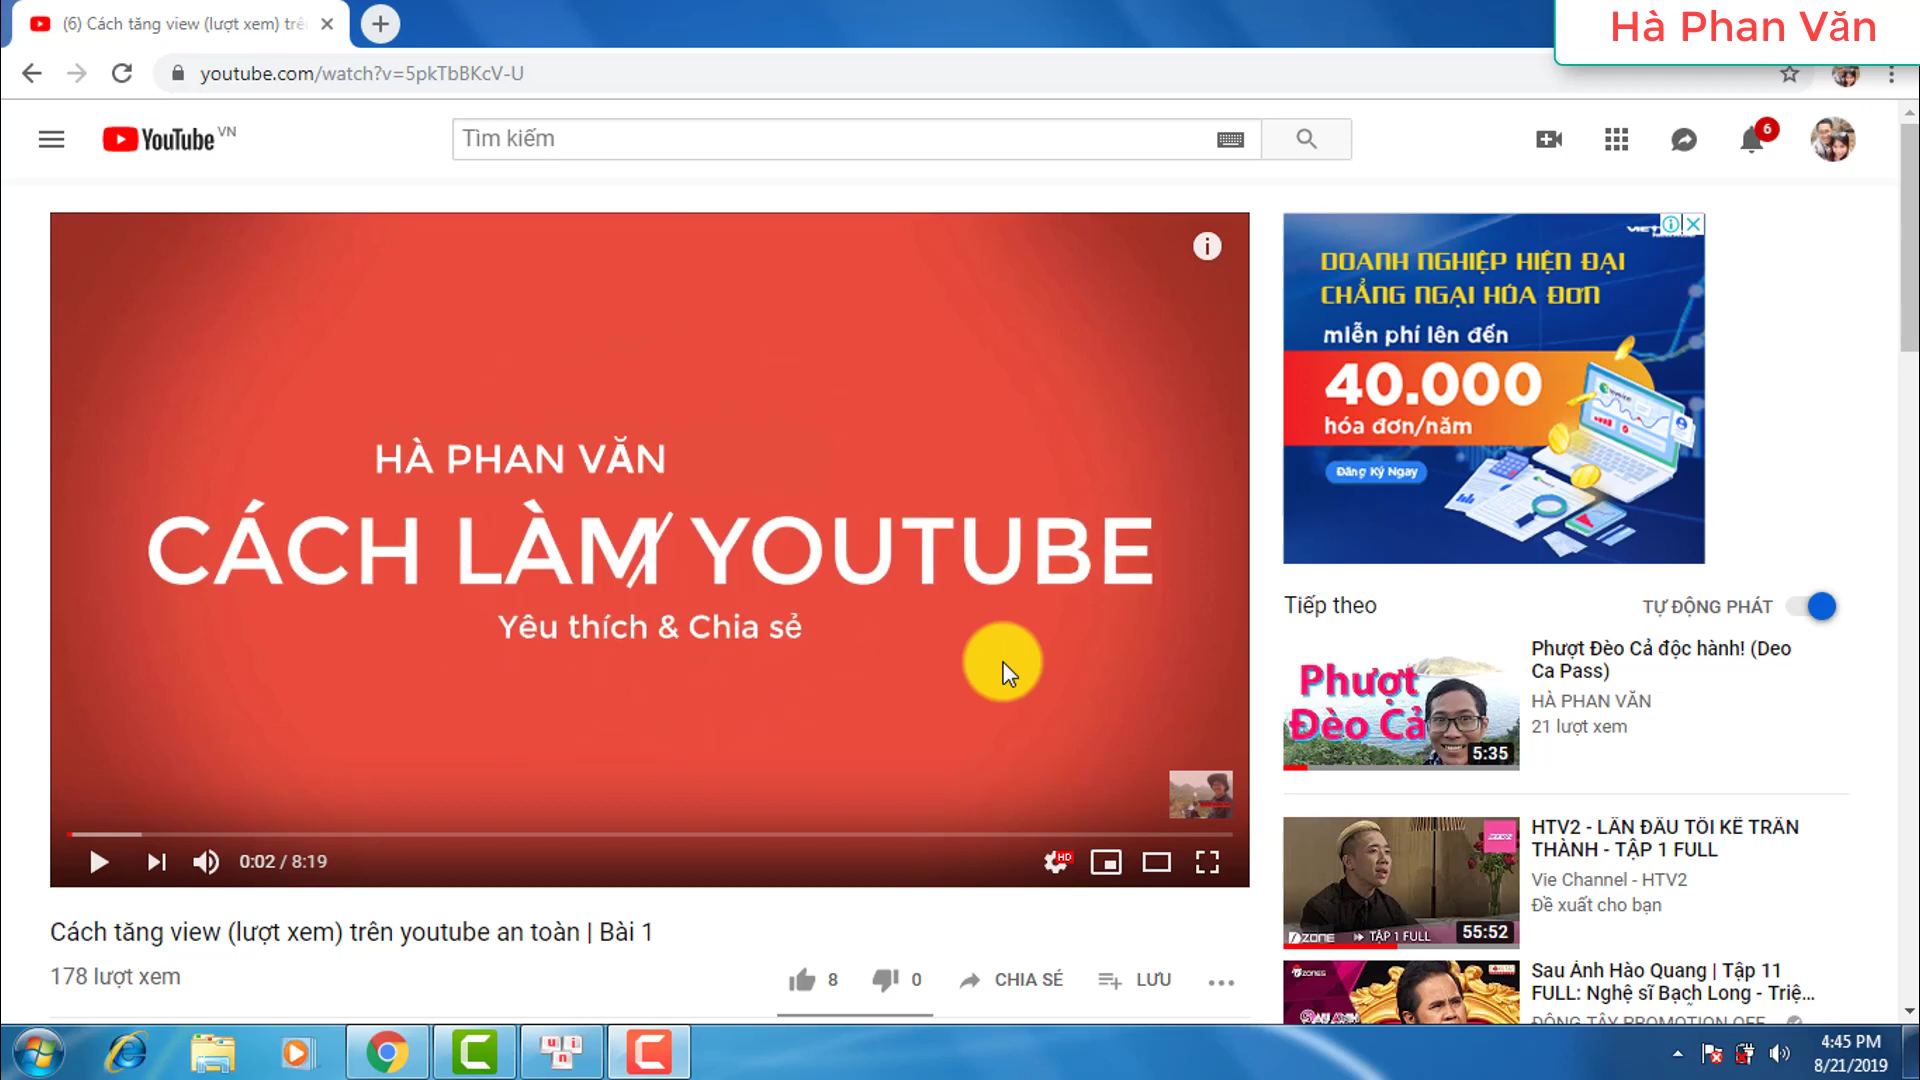 (6) Cách tăng view (lượt xem) trê
Hà Phan Văn
youtube.com/watch?v=5pkTbBKcV-U
YouTube VN
Tìm kiếm
6
HÀ PHAN VĂN
CÁCH LÀM YOUTUBE
Yêu thích & Chia sẻ
0:02 / 8:19
HD
Cách tăng view (lượt xem) trên youtube an toàn | Bài 1
178 lượt xem
8
0
CHIA SẺ
LƯU
DOANH NGHIỆP HIỆN ĐẠI
CHẲNG NGẠI HÓA ĐƠN
miễn phí lên đến
40.000
hóa đơn/năm
Đăng Ký Ngay
Tiếp theo
TỰ ĐỘNG PHÁT
Phượt
Đèo Cả
5:35
Phượt Đèo Cả độc hành! (Deo
Ca Pass)
HÀ PHAN VĂN
21 lượt xem
ZONE
TẬP 1 FULL
55:52
HTV2 - LẦN ĐẦU TÔI KỂ TRẤN
THÀNH - TẬP 1 FULL
Vie Channel - HTV2
Đề xuất cho bạn
Sau Ánh Hào Quang | Tập 11
FULL: Nghệ sĩ Bạch Long - Triệ...
ĐÔNG TÂY PROMOTION OFF
u i
n
4:45 PM
8/21/2019